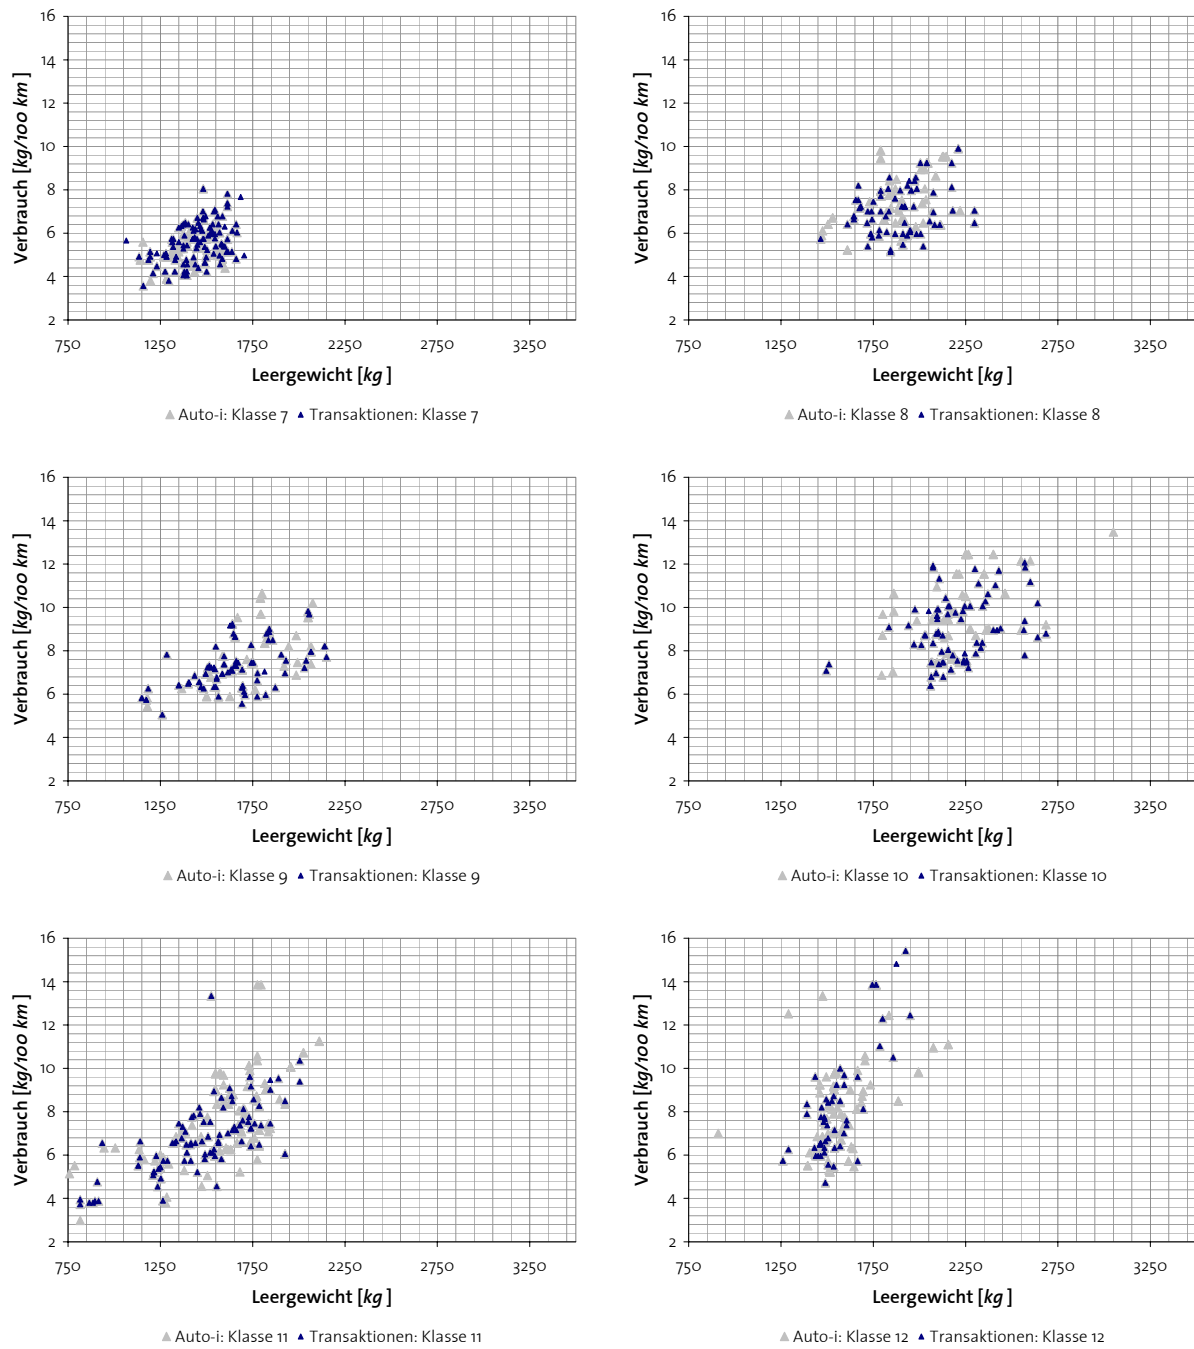 16 16
14 14
12 12
10 10
8 8
6 6
4 4
2 2
Verbrauch [kg/100 km] Verbrauch [kg/100 km]
750 1250 1750 2250 2750 3250 750 1250 1750 2250 2750 3250
Leergewicht [kg ] Leergewicht [kg ]
Auto-i: Klasse 7 Transaktionen: Klasse 7 Auto-i: Klasse 8 Transaktionen: Klasse 8
16 16
14 14
12 12
10 10
8 8
6 6
4 4
2 2
Verbrauch [kg/100 km] Verbrauch [kg/100 km]
750 1250 1750 2250 2750 3250 750 1250 1750 2250 2750 3250
Leergewicht [kg ] Leergewicht [kg ]
Auto-i: Klasse 9 Transaktionen: Klasse 9 Auto-i: Klasse 10 Transaktionen: Klasse 10
16 16
14 14
12 12
10 10
8 8
6 6
4 4
2 2
Verbrauch [kg/100 km] Verbrauch [kg/100 km]
750 1250 1750 2250 2750 3250 750 1250 1750 2250 2750 3250
Leergewicht [kg ] Leergewicht [kg ]
Auto-i: Klasse 11 Transaktionen: Klasse 11 Auto-i: Klasse 12 Transaktionen: Klasse 12